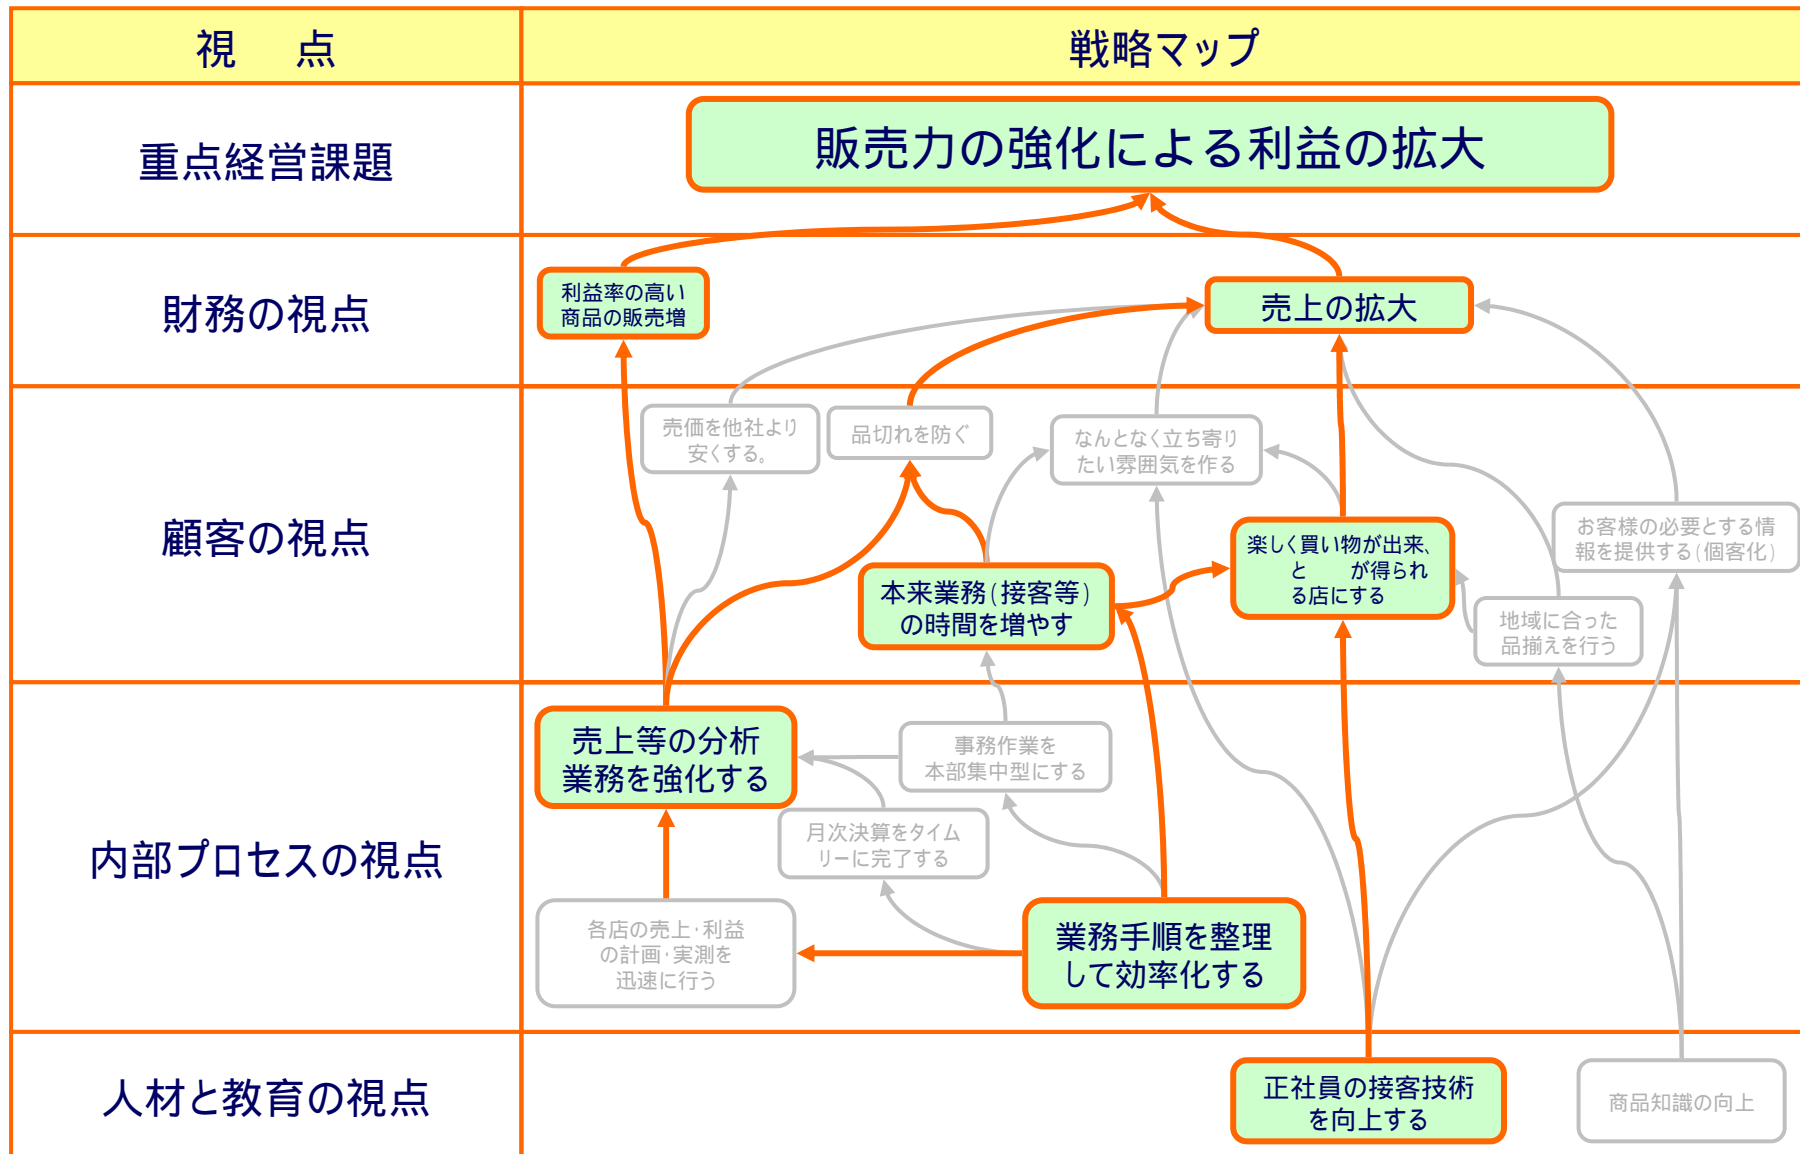 視　点
戦略マップ
重点経営課題
販売力の強化による利益の拡大
財務の視点
利益率の高い
商品の販売増
売上の拡大
顧客の視点
売価を他社より
安くする。
品切れを防ぐ
なんとなく立ち寄り
たい雰囲気を作る
お客様の必要とする情
報を提供する(個客化)
楽しく買い物が出来、
と　　が得られ
る店にする
本来業務(接客等)
の時間を増やす
地域に合った
品揃えを行う
内部プロセスの視点
売上等の分析
業務を強化する
事務作業を
本部集中型にする
月次決算をタイム
リーに完了する
各店の売上・利益
の計画・実測を
迅速に行う
業務手順を整理
して効率化する
人材と教育の視点
正社員の接客技術
を向上する
商品知識の向上